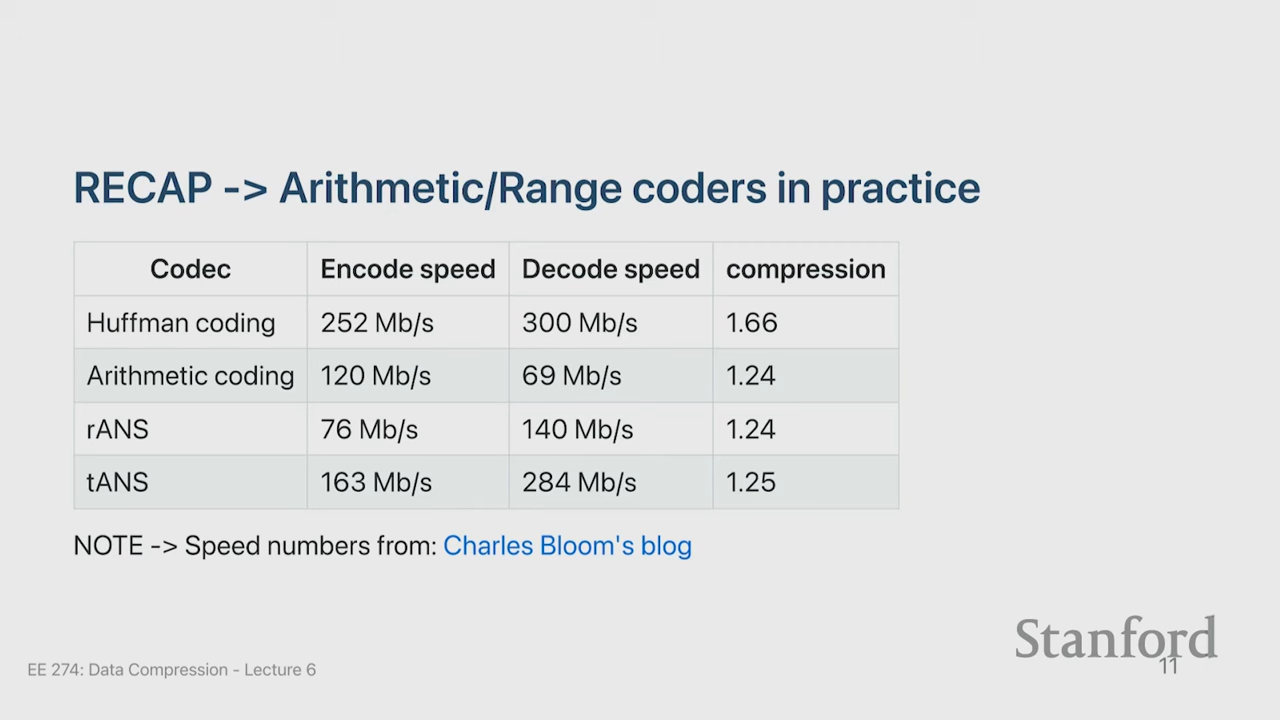 RECAP -> Arithmetic/Range coders in practice
Codec Encode speed Decode speed compression
Huffman coding 252 Mb/s 300 Mb/s 1.66
Arithmetic coding 120 Mb/s 69 Mb/s 1.24
rANS 76 Mb/s 140 Mb/s 1.24
tANS 163 Mb/s 284 Mb/s 1.25
NOTE -> Speed numbers from: Charles Bloom's blog
Stanford
11
EE 274: Data Compression - Lecture 6